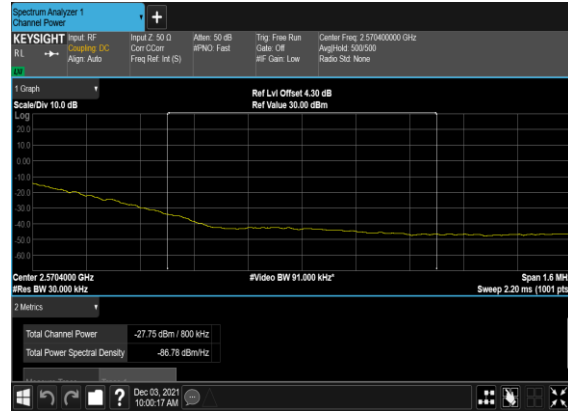 Spectrum Analyzer 1
Channel Power
KEYSIGHT Input: RF Input Z: 50 Ω Atten: 50 dB Trig: Free Run Center Freq: 2.570400000 GHz
RL Coupling: DC Corr CCorr #PNO: Fast Gate: Off Avg|Hold: 500/500
Align: Auto Freq Ref: Int (S) #IF Gain: Low Radio Std: None
LNI
1 Graph Ref Lvl Offset 4.30 dB
Scale/Div 10.0 dB Ref Value 30.00 dBm
Log
20.0
10.0
0.00
-10.0
-20.0
-30.0
-40.0
-50.0
-60.0
Center 2.5704000 GHz #Video BW 91.000 kHz* Span 1.6 MH
#Res BW 30.000 kHz Sweep 2.20 ms (1001 pts
2 Metrics
Total Channel Power -27.75 dBm / 800 kHz
Total Power Spectral Density -86.78 dBm/Hz
Dec 03, 2021
10:00:17 AM